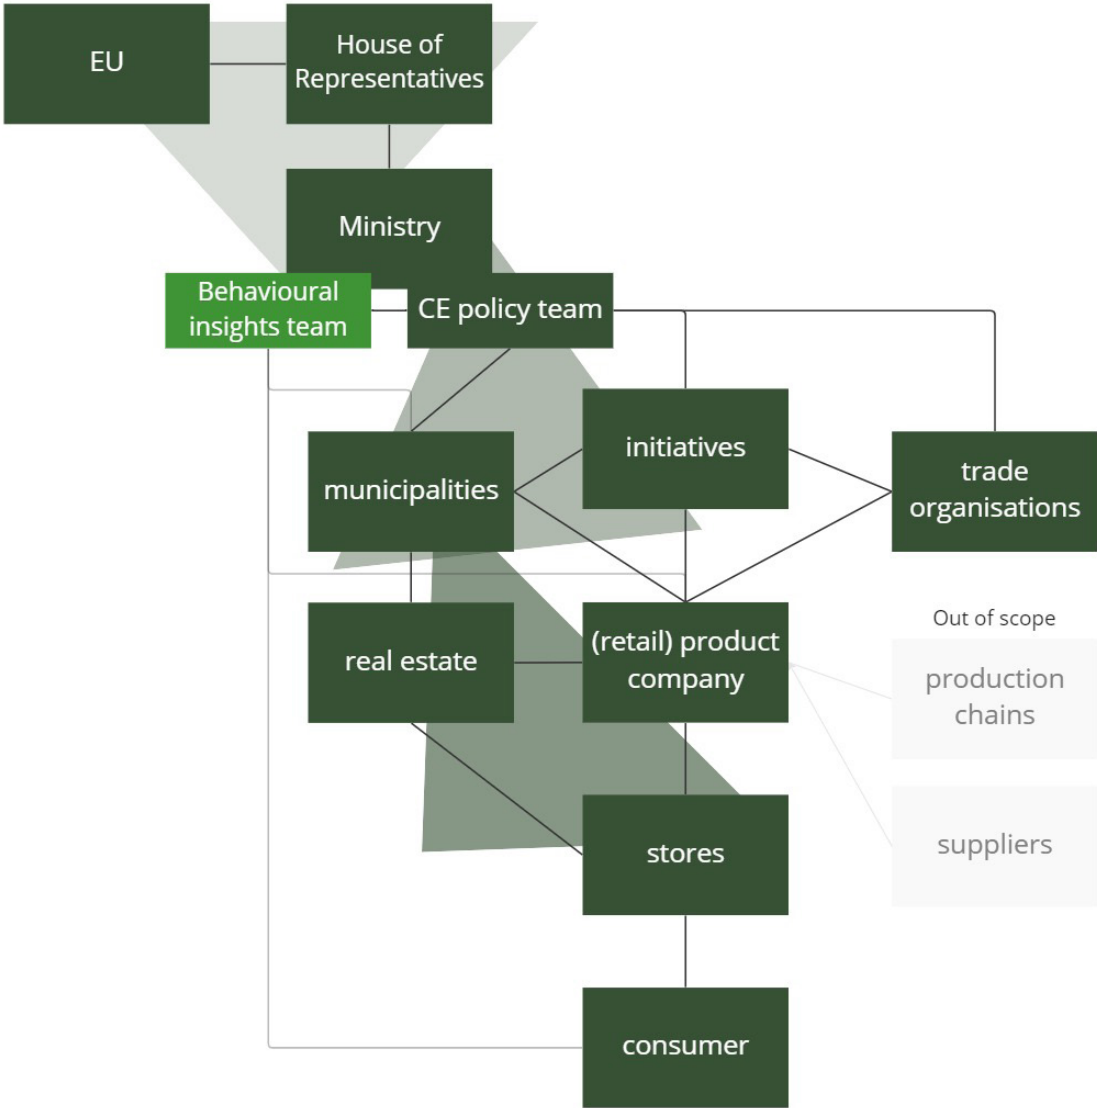 EU
House of
Representatives
Ministry
Behavioural
insights team
CE policy team
initiatives
municipalities
trade
organisations
Out of scope
real estate
(retail) product
company
production
chains
stores
suppliers
consumer